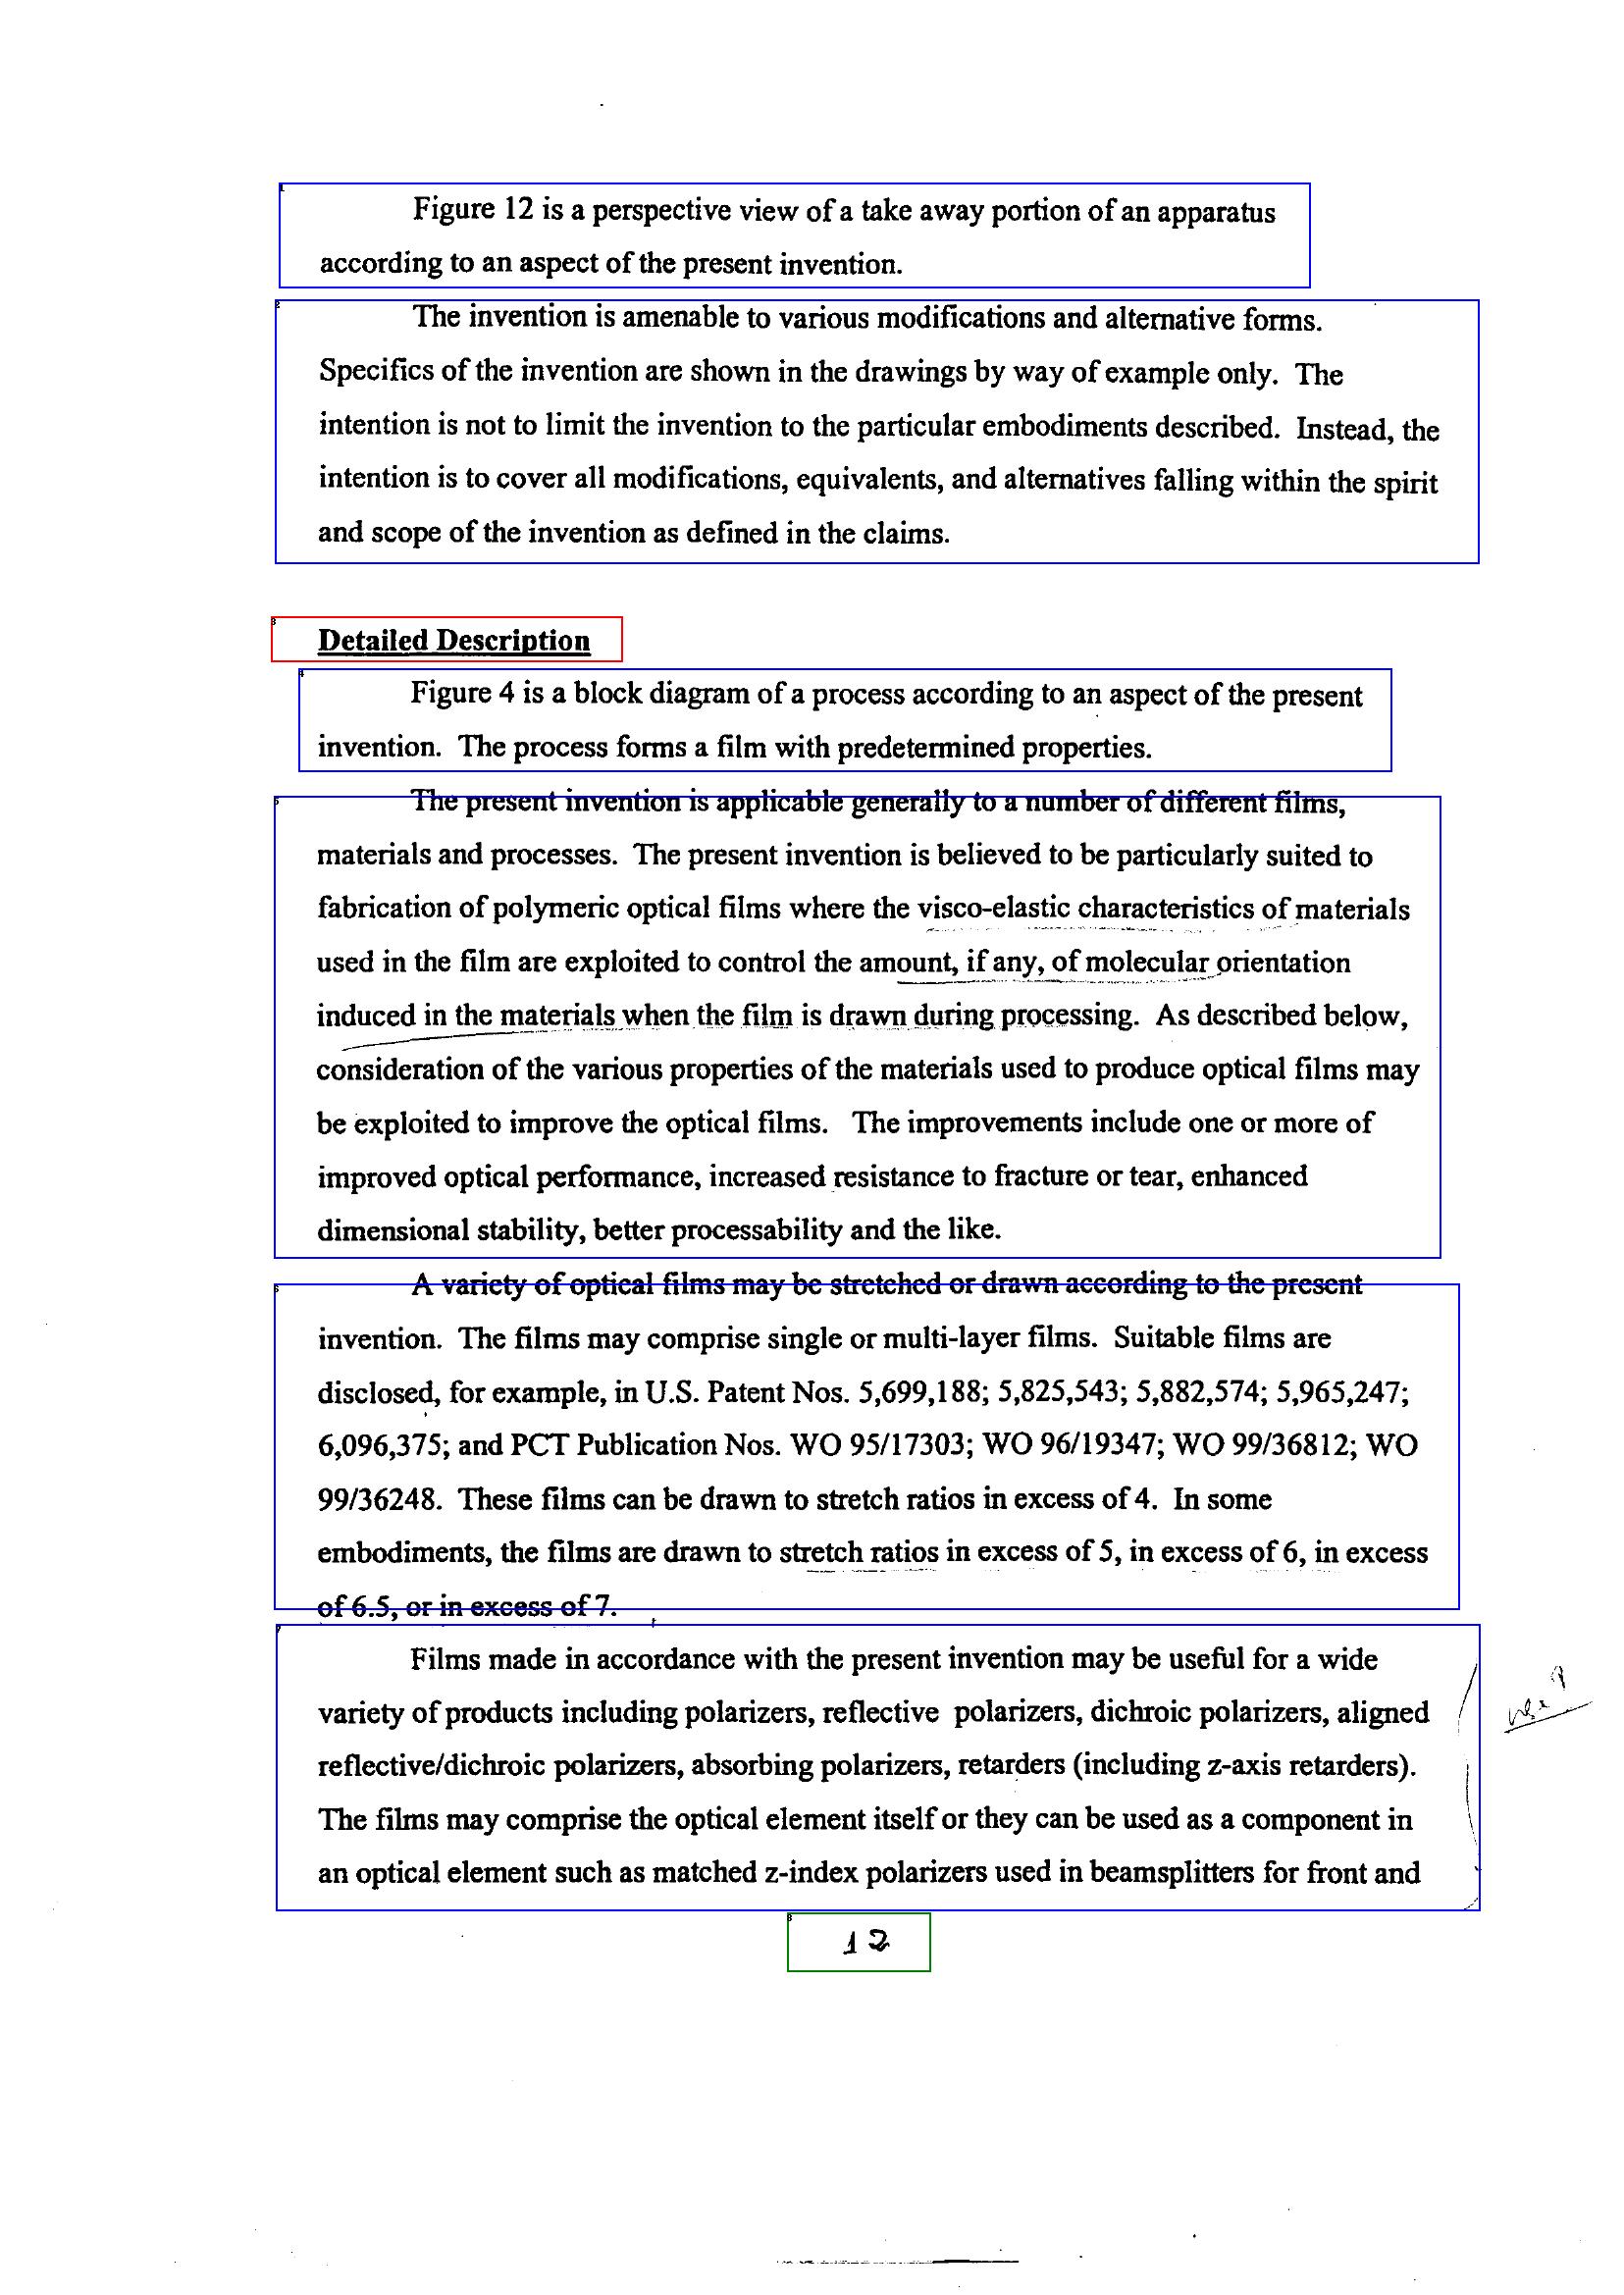 Figure 12 is a perspective view of a take away portion of an apparatus
according to an aspect of the present invention.
The invention is amenable to various modifications and alternative forms.
Specifics of the invention are shown in the drawings by way of example only. The
intention is not to limit the invention to the particular embodiments described. Instead, the
intention is to cover all modifications, equivalents, and alternatives falling within the spirit
and scope of the invention as defined in the claims.
Detailed Description
Figure 4 is a block diagram of a process according to an aspect of the present
invention. The process forms a film with predetermined properties.
The present invention is applicable generally to a number of different films,
materials and processes. The present invention is believed to be particularly suited to
fabrication of polymeric optical films where the visco-elastic characteristics of materials
used in the film are exploited to control the amount, if any, of molecular orientation
induced in the materials when the film is drawn during processing. As described below,
consideration of the various properties of the materials used to produce optical films may
be exploited to improve the optical films. The improvements include one or more of
improved optical performance, increased resistance to fracture or tear, enhanced
dimensional stability, better processability and the like.
A variety of optical films may be stretched or drawn according to the present
invention. The films may comprise single or multi-layer films. Suitable films are
disclosed, for example, in U.S. Patent Nos. 5,699,188; 5,825,543; 5,882,574; 5,965,247;
6,096,375; and PCT Publication Nos. WO 95/17303; WO 96/19347; WO 99/36812; WO
99/36248. These films can be drawn to stretch ratios in excess of 4. In some
embodiments, the films are drawn to stretch ratios in excess of 5, in excess of 6, in excess
of 6.5, or in excess of 7.
Films made in accordance with the present invention may be useful for a wide
variety of products including polarizers, reflective polarizers, dichroic polarizers, aligned
reflective/dichroic polarizers, absorbing polarizers, retarders (including z-axis retarders).
The films may comprise the optical element itself or they can be used as a component in
an optical element such as matched z-index polarizers used in beamsplitters for front and
12